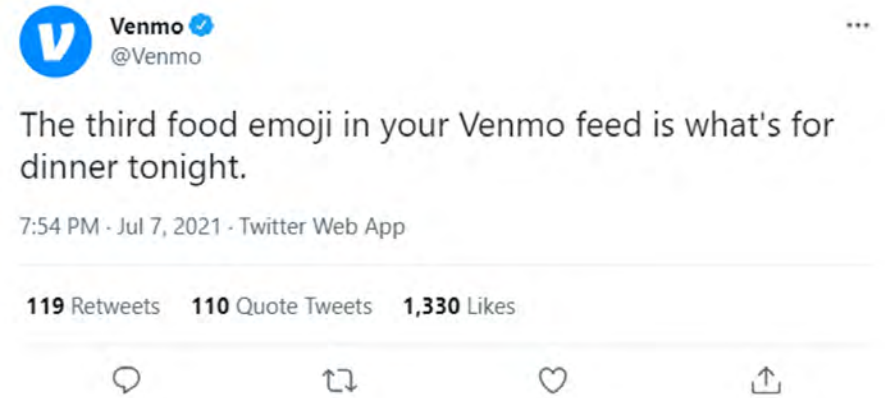 Venmo
@Venmo
The third food emoji in your Venmo feed is what's for
dinner tonight.
7:54 PM · Jul 7, 2021 · Twitter Web App
119 Retweets 110 Quote Tweets 1,330 Likes